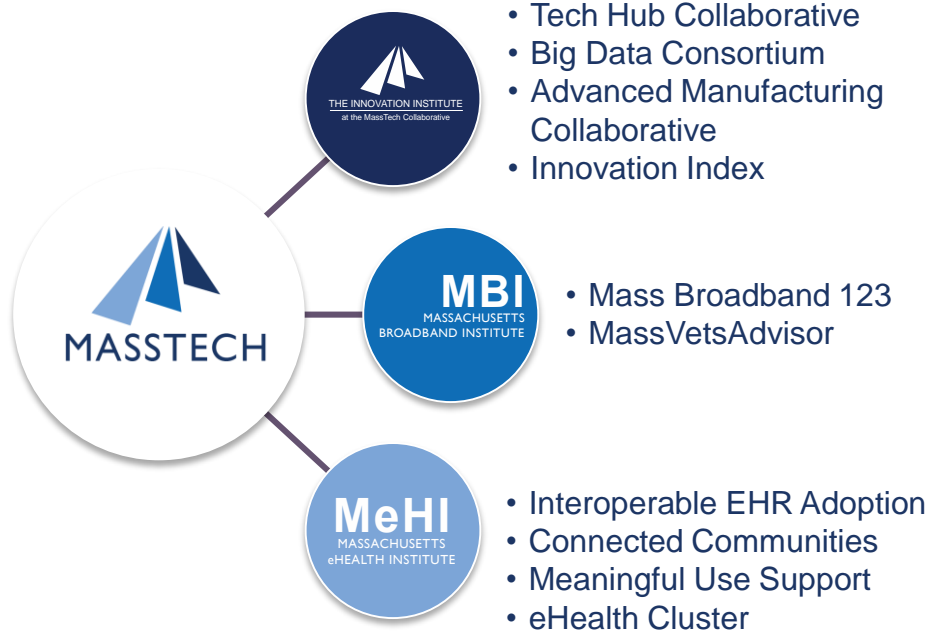 THE INNOVATION INSTITUTE
at the MassTech Collaborative
• Tech Hub Collaborative
• Big Data Consortium
• Advanced Manufacturing
Collaborative
• Innovation Index
MASSTECH
MBI
MASSACHUSETTS
BROADBAND INSTITUTE
• Mass Broadband 123
• MassVetsAdvisor
MeHI
MASSACHUSETTS
eHEALTH INSTITUTE
• Interoperable EHR Adoption
• Connected Communities
• Meaningful Use Support
• eHealth Cluster